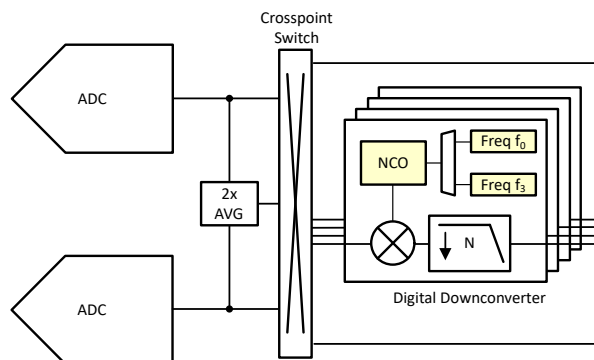 Crosspoint
Switch
ADC
2x
AVG
ADC
NCO
Freq f₀
Freq f₃
N
Digital Downconverter